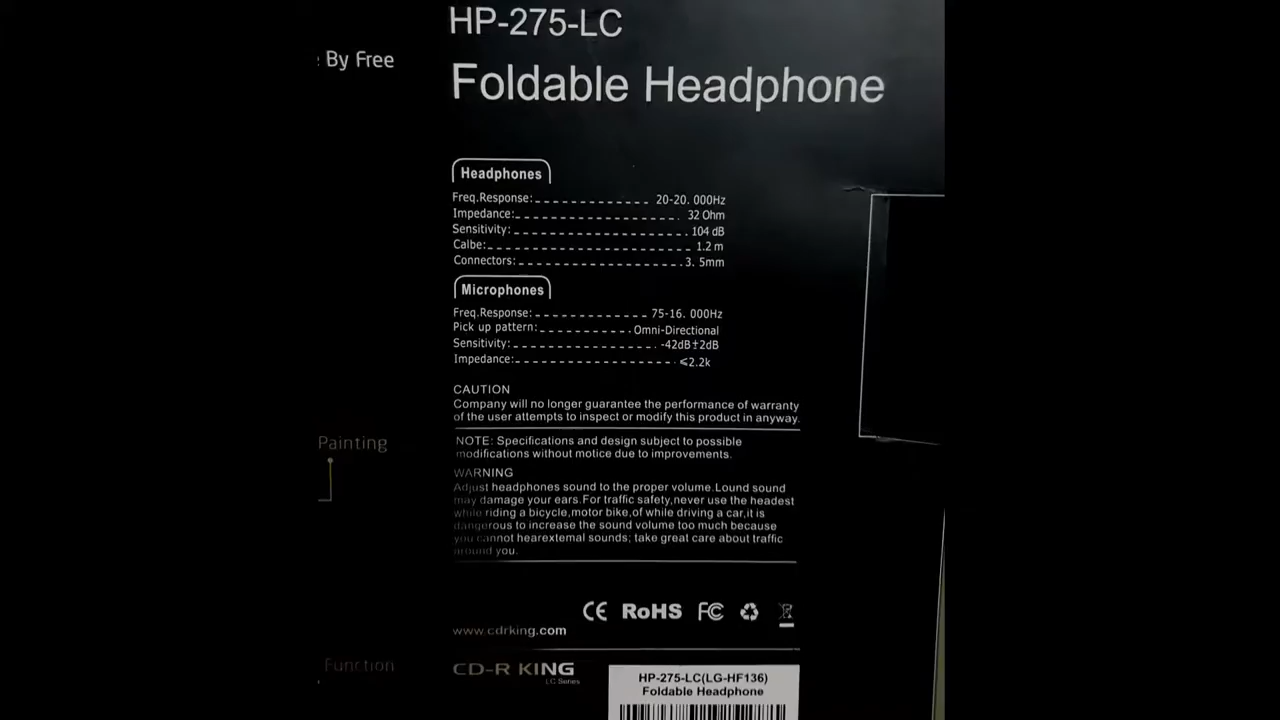 HP-275-LC
: By Free
Foldable Headphone
Headphones
Freq.Response: 20-20. 000Hz
Impedance: 32 Ohm
Sensitivity: 104 dB
Calbe: 1.2 m
Connectors: 3. 5mm
Microphones
Freq.Response: 75-16. 000Hz
Pick up pattern: Omni-Directional
Sensitivity: -42dB±2dB
Impedance: ⩽2.2k
CAUTION
Company will no longer guarantee the performance of warranty
of the user attempts to inspect or modify this product in anyway.
Painting
NOTE: Specifications and design subject to possible
modifications without motice due to improvements.
WARNING
Adjust headphones sound to the proper volume.Lound sound
may damage your ears.For traffic safety,never use the headest
while riding a bicycle,motor bike,of while driving a car,it is
dangerous to increase the sound volume too much because
you cannot hearextemal sounds; take great care about traffic
around you.
CE RoHS FC
www.cdrking.com
Function
CD-R KING
LC Series
HP-275-LC(LG-HF136)
Foldable Headphone